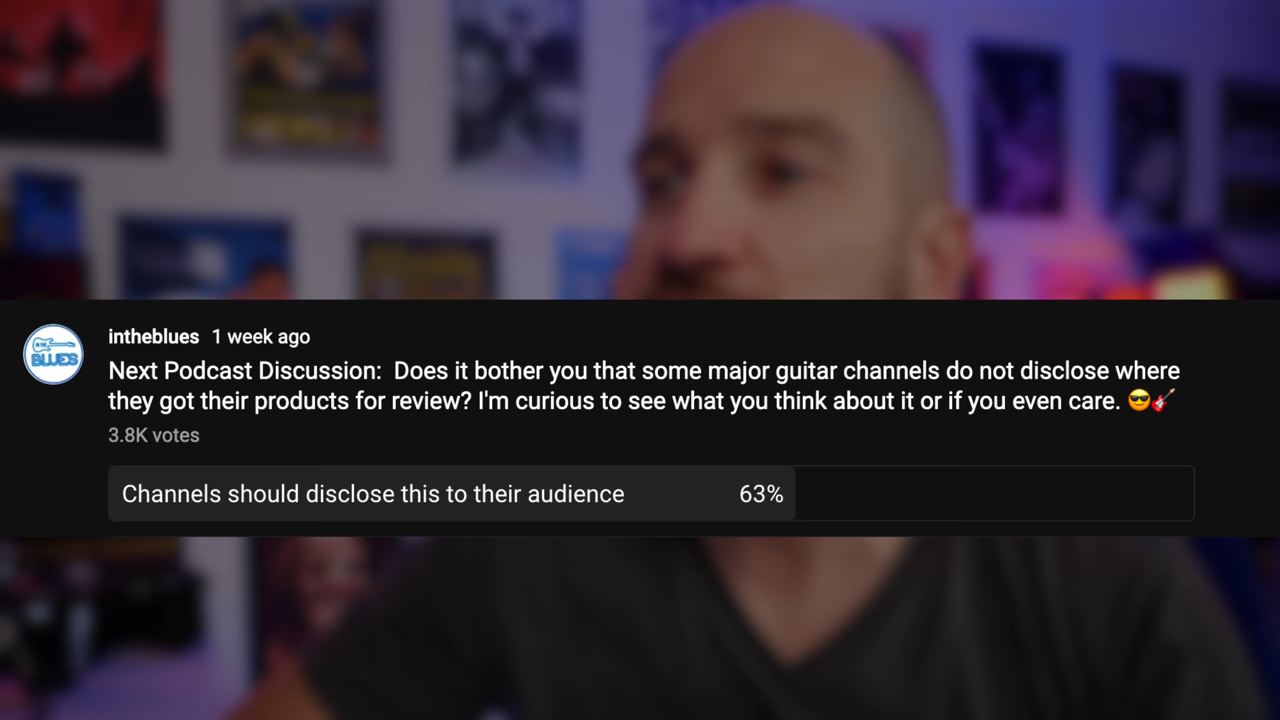 intheblues 1 week ago
Next Podcast Discussion:  Does it bother you that some major guitar channels do not disclose where
they got their products for review? I'm curious to see what you think about it or if you even care. 😎🎸
3.8K votes
Channels should disclose this to their audience 63%
IN THE
BLUES